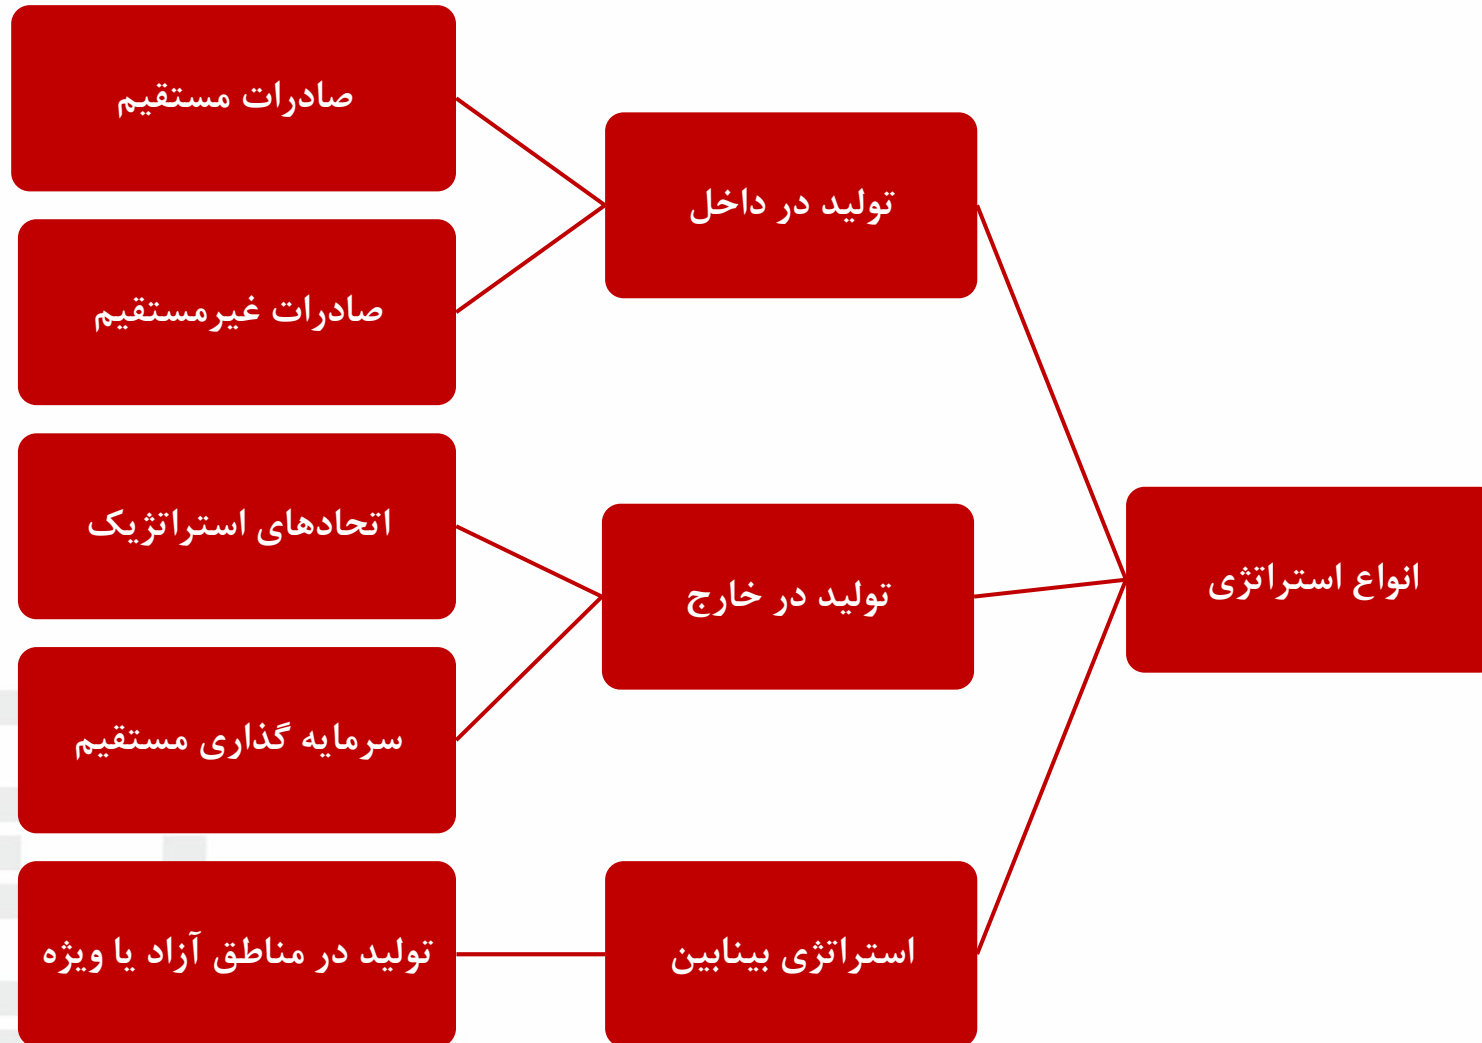 انواع استراتژی
تولید در داخل
صادرات مستقیم
صادرات غیرمستقیم
تولید در خارج
اتحادهای استراتژیک
سرمایه گذاری مستقیم
استراتژی بینابین
تولید در مناطق آزاد یا ویژه